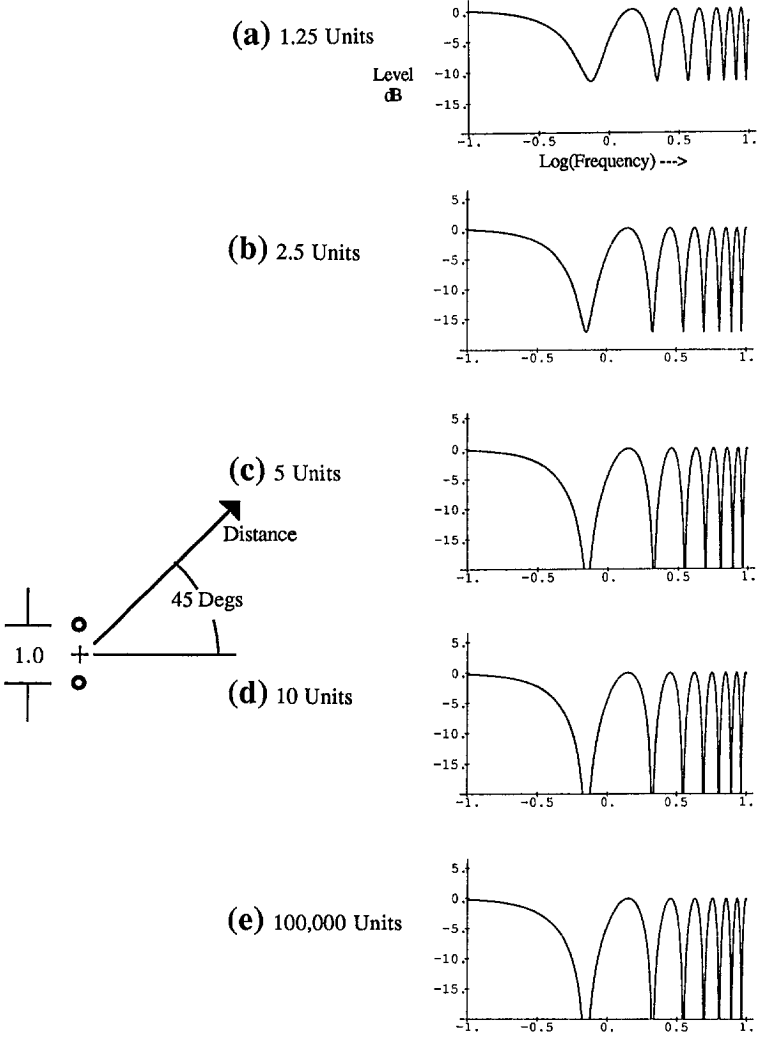 (a) 1.25 Units
Level
dB
0.
-5.
-10.
-15.
-1. -0.5 0. 0.5 1.
Log(Frequency) --->
(b) 2.5 Units
5.
0.
-5.
-10.
-15.
-1. -0.5 0. 0.5 1.
(c) 5 Units
5.
0.
-5.
-10.
-15.
-1. -0.5 0. 0.5 1.
Distance
45 Degs
1.0
(d) 10 Units
5.
0.
-5.
-10.
-15.
-1. -0.5 0. 0.5 1.
(e) 100,000 Units
5.
0.
-5.
-10.
-15.
-1. -0.5 0. 0.5 1.